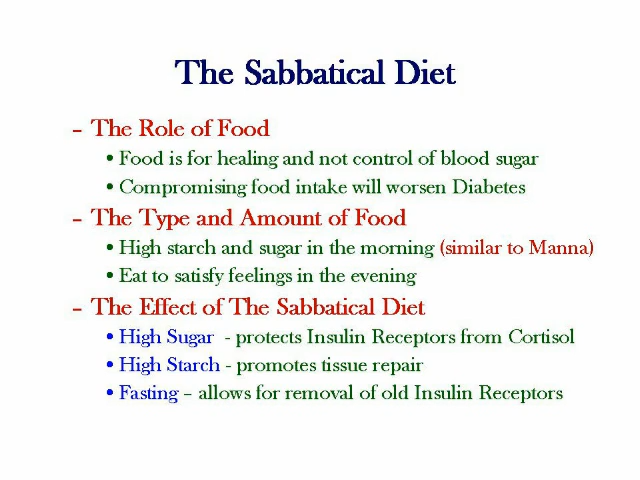 The Sabbatical Diet
– The Role of Food
• Food is for healing and not control of blood sugar
• Compromising food intake will worsen Diabetes
– The Type and Amount of Food
• High starch and sugar in the morning (similar to Manna)
• Eat to satisfy feelings in the evening
– The Effect of The Sabbatical Diet
• High Sugar - protects Insulin Receptors from Cortisol
• High Starch - promotes tissue repair
• Fasting – allows for removal of old Insulin Receptors